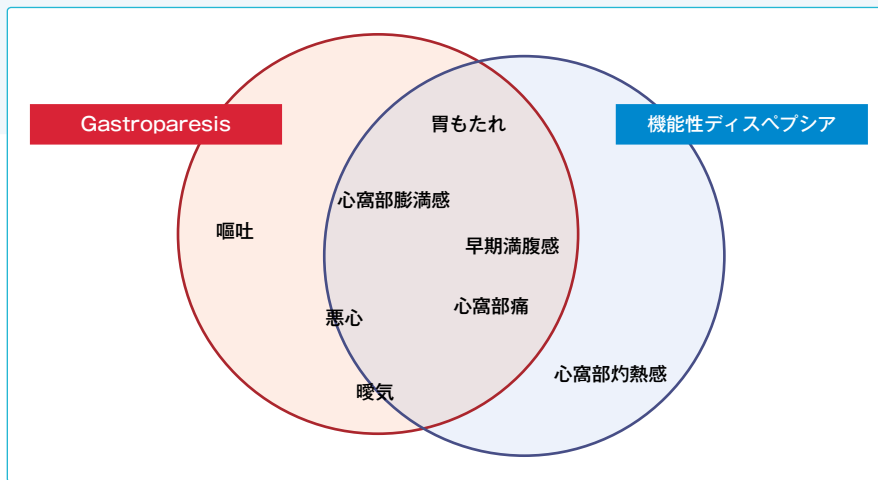 Gastroparesis
機能性ディスペプシア
胃もたれ
心窩部膨満感
嘔吐
早期満腹感
心窩部痛
悪心
心窩部灼熱感
曖気